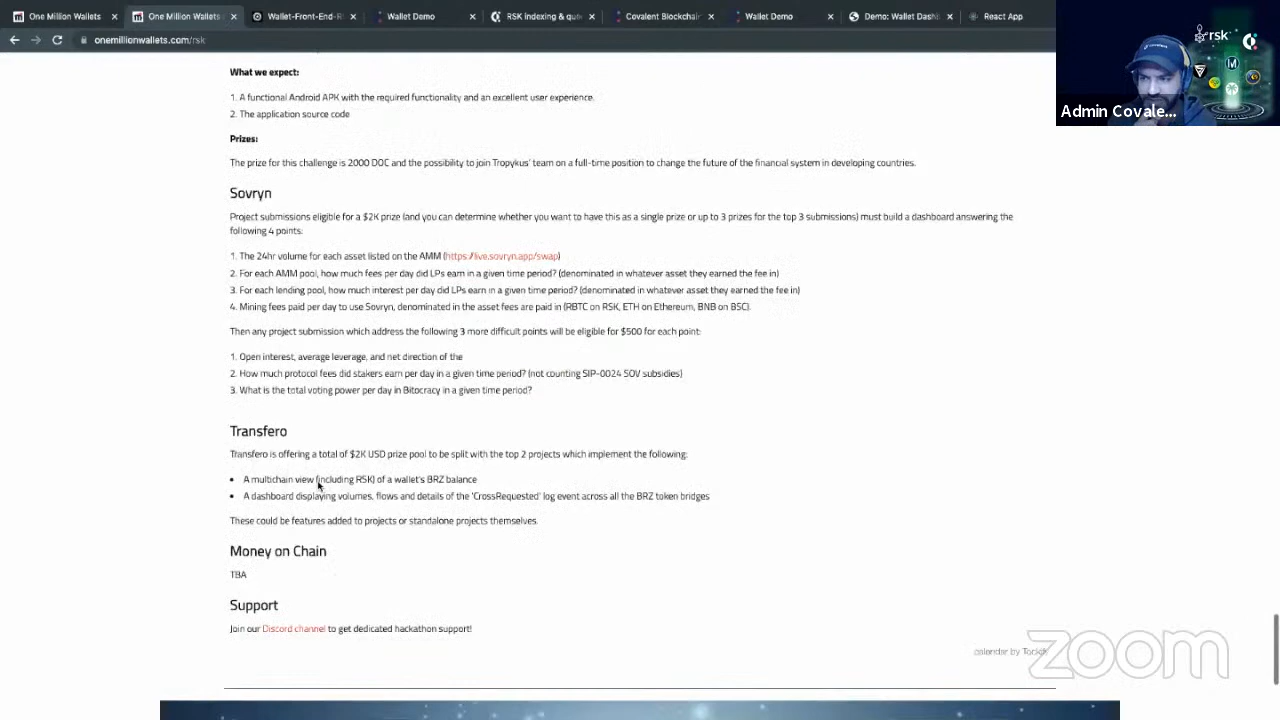 One Million Wallets
One Million Wallets
Wallet-Front-End-R
Wallet Demo
RSK Indexing & que
Covalent Blockchain
Wallet Demo
Demo: Wallet Dash
React App
onemillionwallets.com/rsk
rsk
Admin Covale...
What we expect:
1. A functional Android APK with the required functionality and an excellent user experience.
2. The application source code
Prizes:
The prize for this challenge is 2000 DOC and the possibility to join Tropykus' team on a full-time position to change the future of the financial system in developing countries.
Sovryn
Project submissions eligible for a $2K prize (and you can determine whether you want to have this as a single prize or up to 3 prizes for the top 3 submissions) must build a dashboard answering the
following 4 points:
1. The 24hr volume for each asset listed on the AMM (https://live.sovryn.app/swap)
2. For each AMM pool, how much fees per day did LPs earn in a given time period? (denominated in whatever asset they earned the fee in)
3. For each lending pool, how much interest per day did LPs earn in a given time period? (denominated in whatever asset they earned the fee in)
4. Mining fees paid per day to use Sovryn, denominated in the asset fees are paid in (RBTC on RSK, ETH on Ethereum, BNB on BSC).
Then any project submission which address the following 3 more difficult points will be eligible for $500 for each point:
1. Open interest, average leverage, and net direction of the
2. How much protocol fees did stakers earn per day in a given time period? (not counting SIP-0024 SOV subsidies)
3. What is the total voting power per day in Bitocracy in a given time period?
Transfero
Transfero is offering a total of $2K USD prize pool to be split with the top 2 projects which implement the following:
• A multichain view (including RSK) of a wallet's BRZ balance
• A dashboard displaying volumes, flows and details of the 'CrossRequested' log event across all the BRZ token bridges
These could be features added to projects or standalone projects themselves.
Money on Chain
TBA
Support
Join our Discord channel to get dedicated hackathon support!
calendar by
zoom